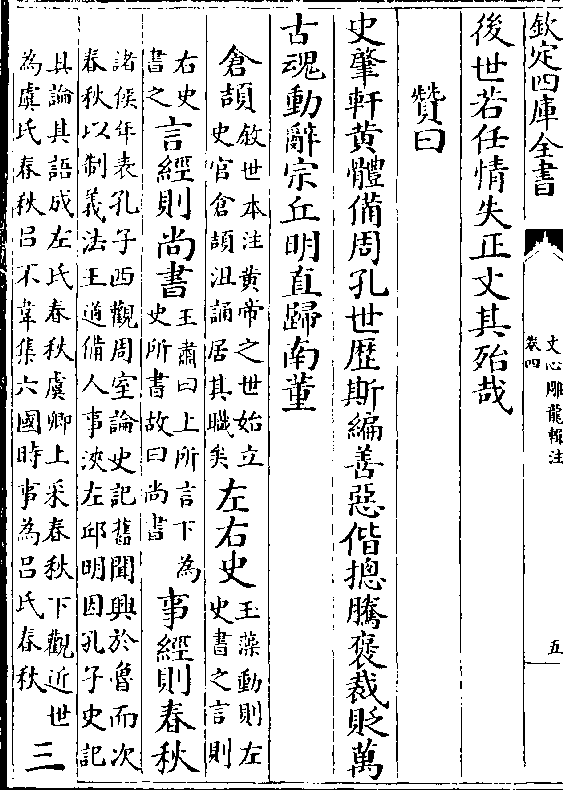 欽定四庫全書
文心雕龍輯注
卷四
五
後世若任情失正文其殆哉
贊曰
史肇軒黄體備周孔世歴斯編善惡偕摠騰褒裁貶萬
古魂動辭宗丘明直歸南董
倉頡敘世本注黄帝之世始立史官倉頡沮誦居其職矣左右史玉藻動則左史書之言則
右史書之言經則尚書王肅曰上所言下為史所書故曰尚書事經則春秋
諸侯年表孔子西觀周室論史記舊聞興於魯而次
春秋以制義法王道備人事浹左邱明因孔子史記
具論其語成左氏春秋虞卿上采春秋下觀近世
為虞氏春秋吕不韋集六國時事為吕氏春秋三